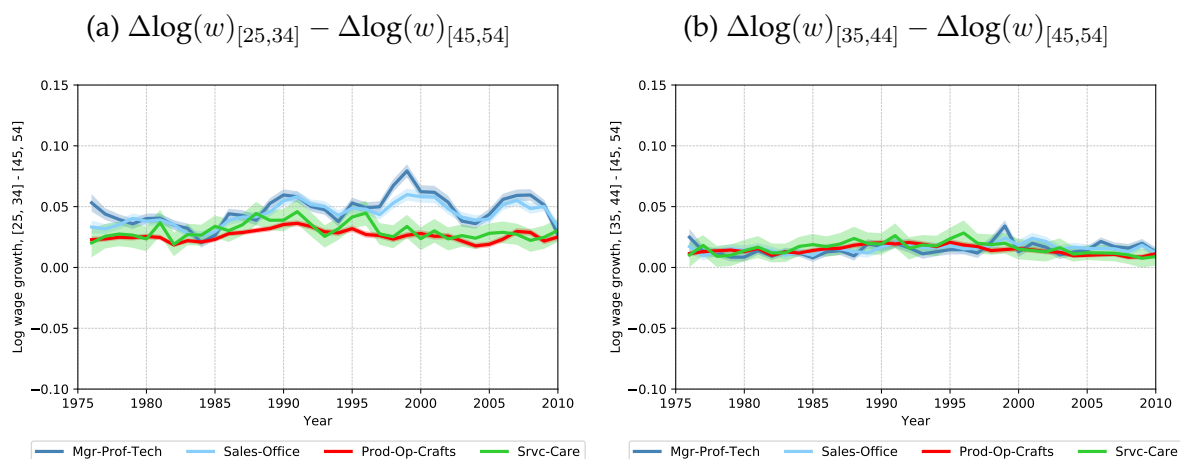 (a) Δlog(w)[25,34] − Δlog(w)[45,54]
Log wage growth, [25, 34] - [45, 54]
0.15
0.10
0.05
0.00
−0.05
−0.10
1975 1980 1985 1990 1995 2000 2005 2010
Year
Mgr-Prof-Tech Sales-Office Prod-Op-Crafts Srvc-Care
(b) Δlog(w)[35,44] − Δlog(w)[45,54]
Log wage growth, [35, 44] - [45, 54]
0.15
0.10
0.05
0.00
−0.05
−0.10
1975 1980 1985 1990 1995 2000 2005 2010
Year
Mgr-Prof-Tech Sales-Office Prod-Op-Crafts Srvc-Care